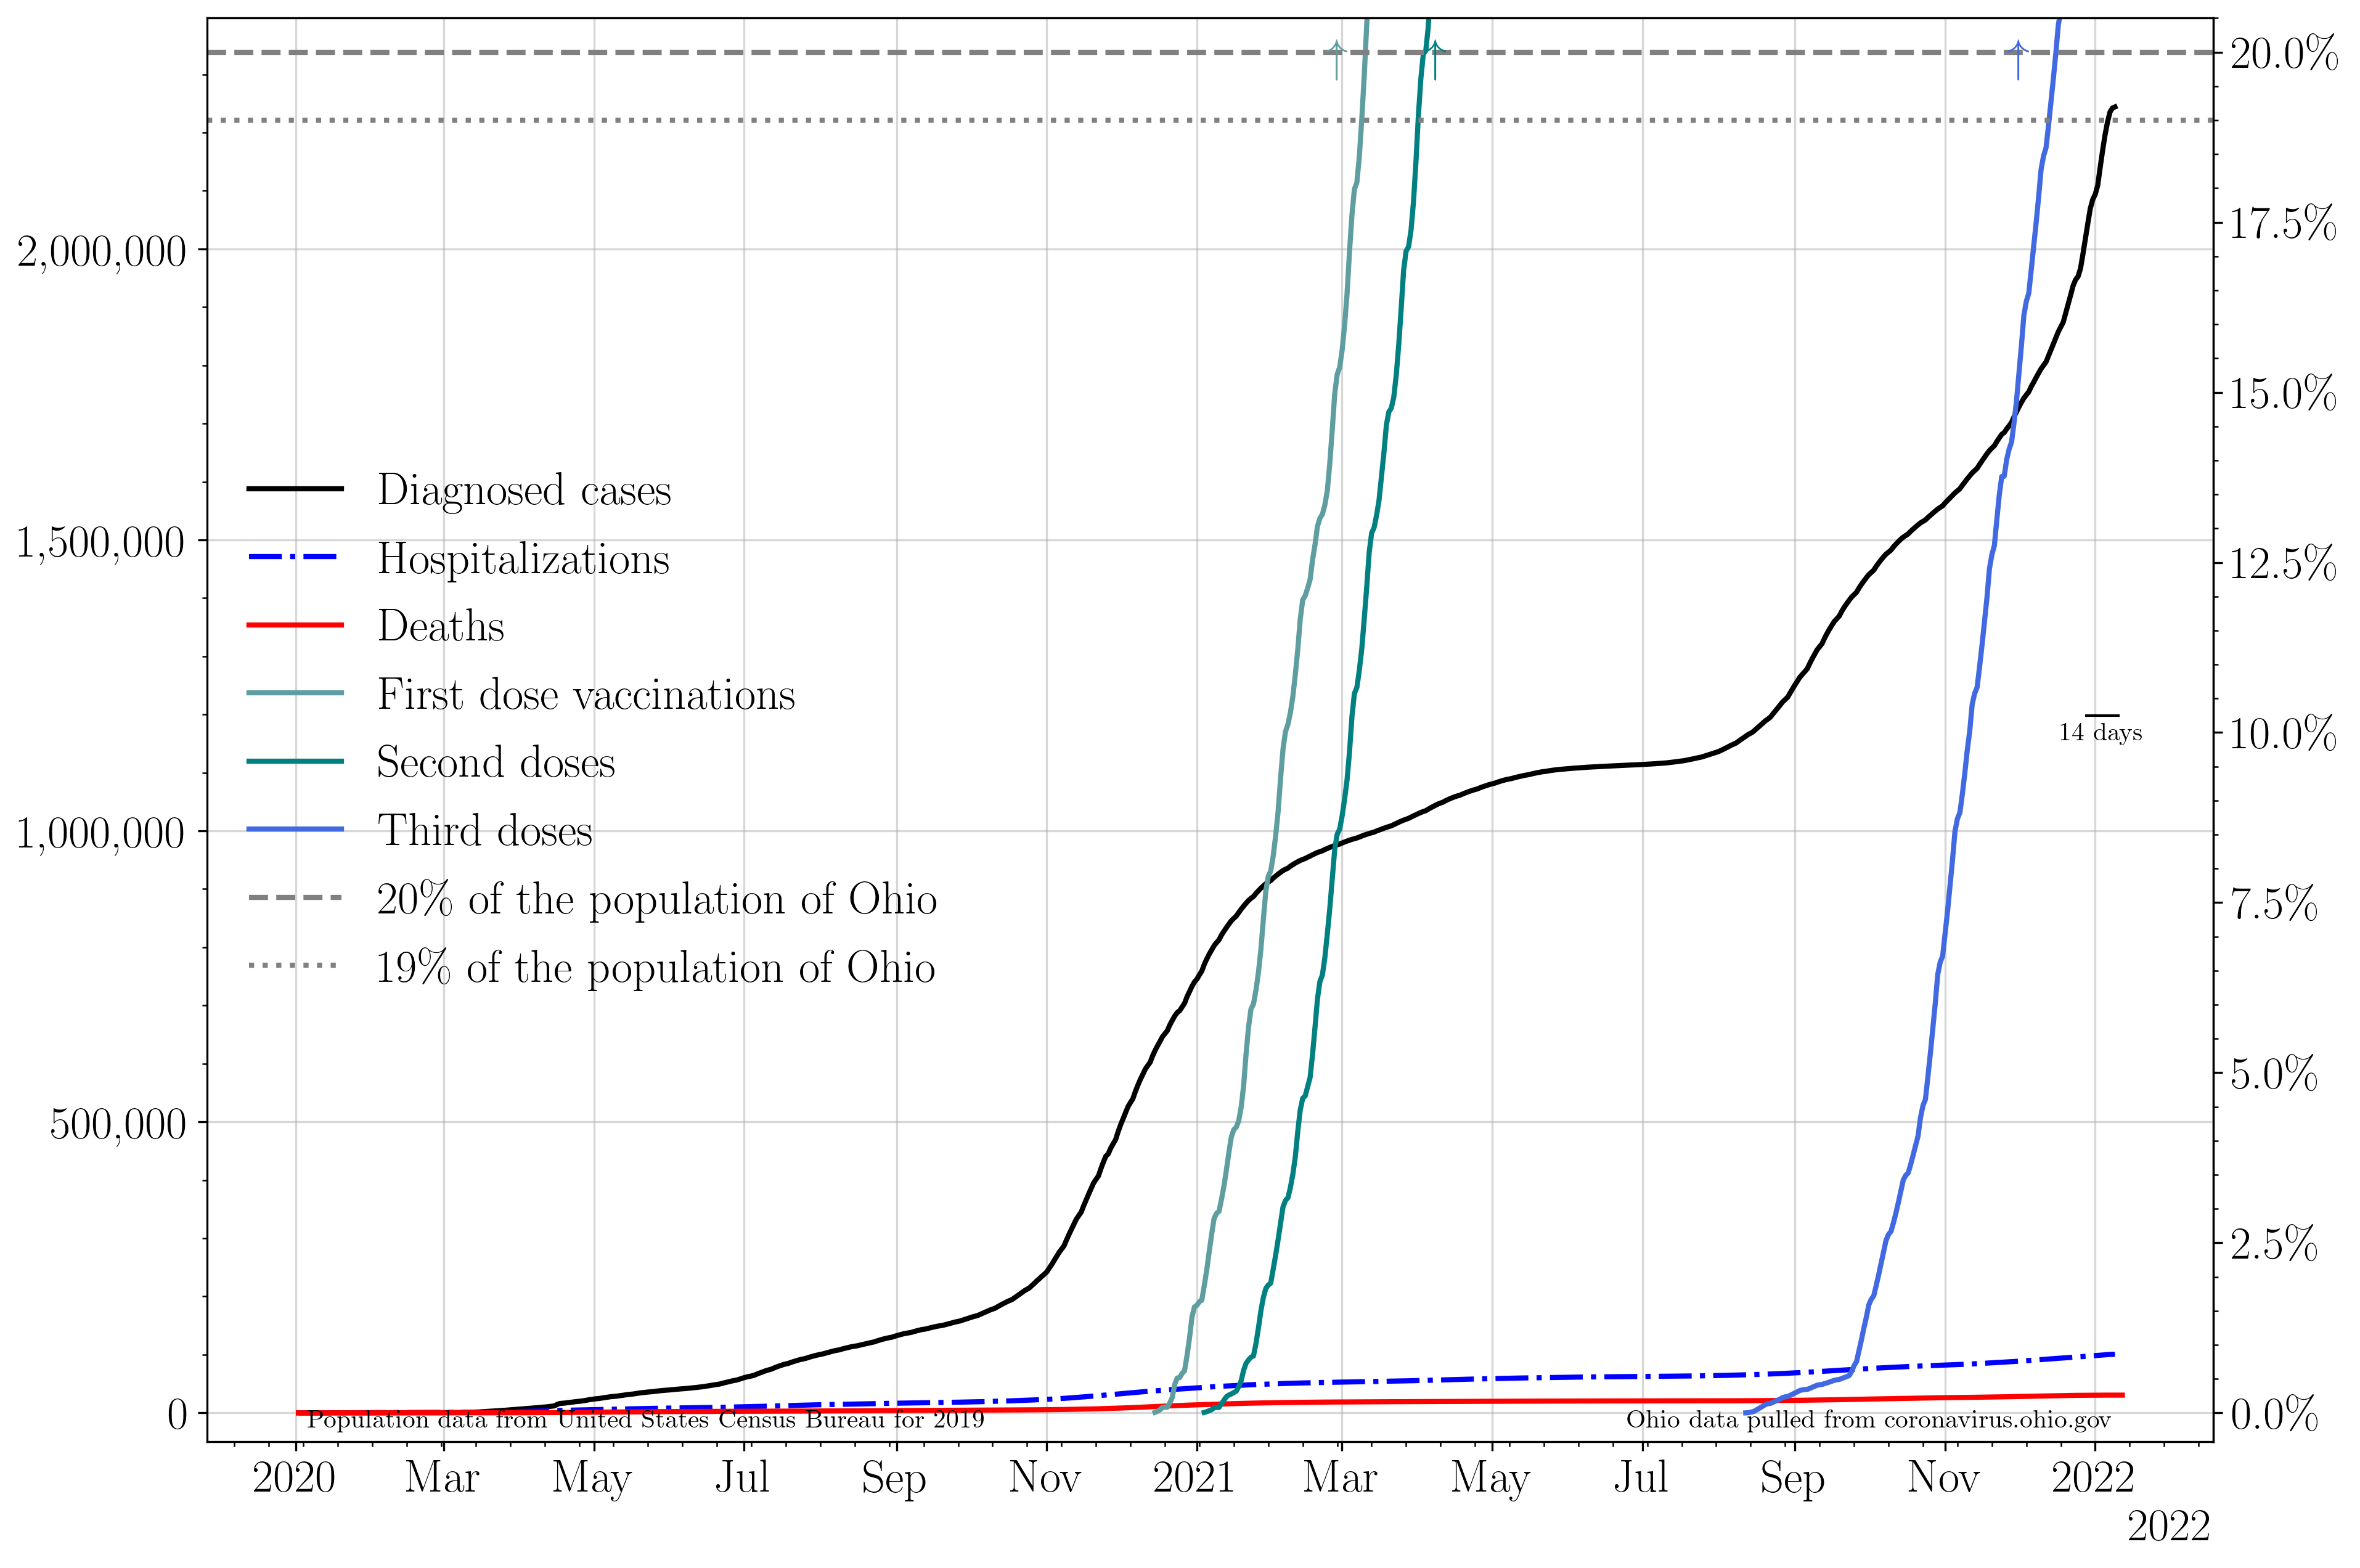 20.0%
17.5%
2,000,000
15.0%
Diagnosed cases
1,500,000
12.5%
Hospitalizations
Deaths
First dose vaccinations
14 days
10.0%
Second doses
1,000,000
Third doses
7.5%
20% of the population of Ohio
19% of the population of Ohio
5.0%
500,000
2.5%
0
Population data from United States Census Bureau for 2019
Ohio data pulled from coronavirus.ohio.gov
0.0%
2020 Mar May Jul Sep Nov 2021 Mar May Jul Sep Nov 2022
2022